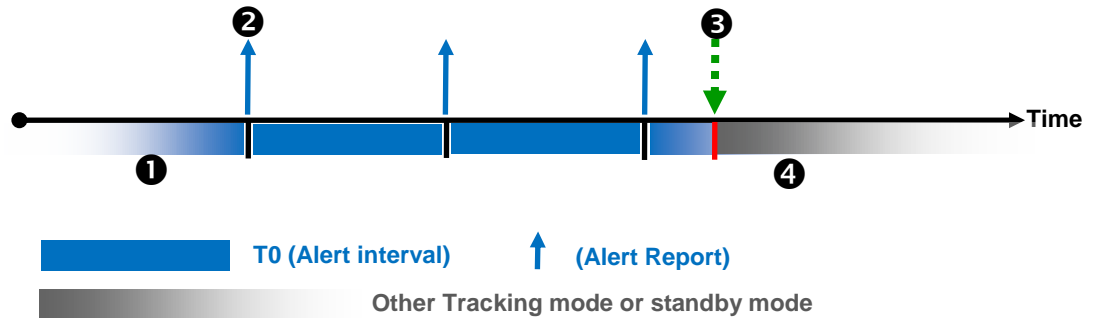 ❷ ❸
Time
❶ ❹
T0 (Alert interval) (Alert Report)
Other Tracking mode or standby mode